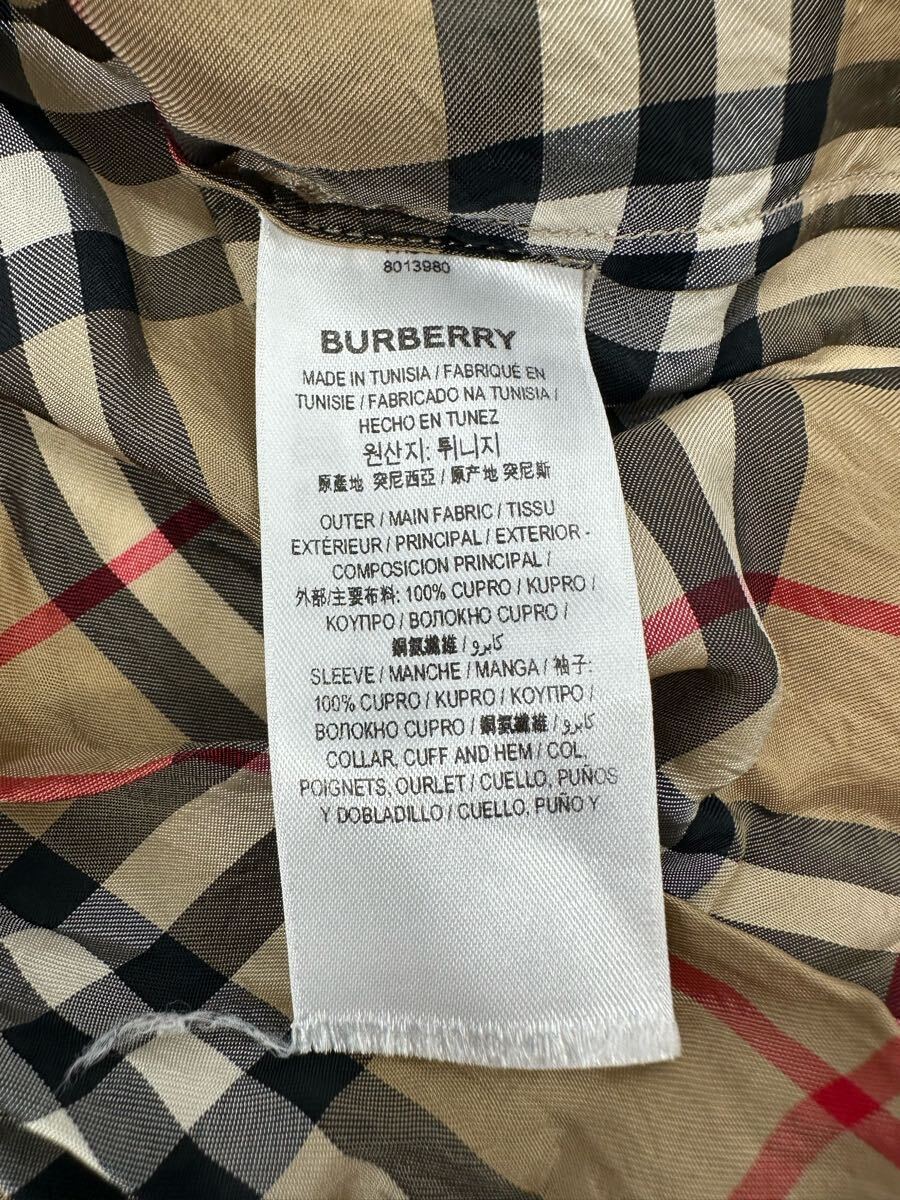 8013980
BURBERRY
MADE IN TUNISIA / FABRIQUÉ EN
TUNISIE / FABRICADO NA TUNISIA /
HECHO EN TUNEZ
원산지: 튀니지
原產地 突尼西亞 / 原产地 突尼斯
OUTER / MAIN FABRIC / TISSU
EXTÉRIEUR / PRINCIPAL / EXTERIOR -
COMPOSICION PRINCIPAL /
外部/主要布料: 100% CUPRO / KUPRO /
ΚΟΥΠΡΟ / ВОЛОКНО CUPRO /
銅氨纖維 / كابرو
SLEEVE / MANCHE / MANGA / 袖子:
100% CUPRO / KUPRO / ΚΟΥΠΡΟ /
ВОЛОКНО CUPRO / 銅氨纖維 / كابرو /
COLLAR, CUFF AND HEM / COL,
POIGNETS, OURLET / CUELLO, PUÑOS
Y DOBLADILLO / CUELLO, PUÑO Y